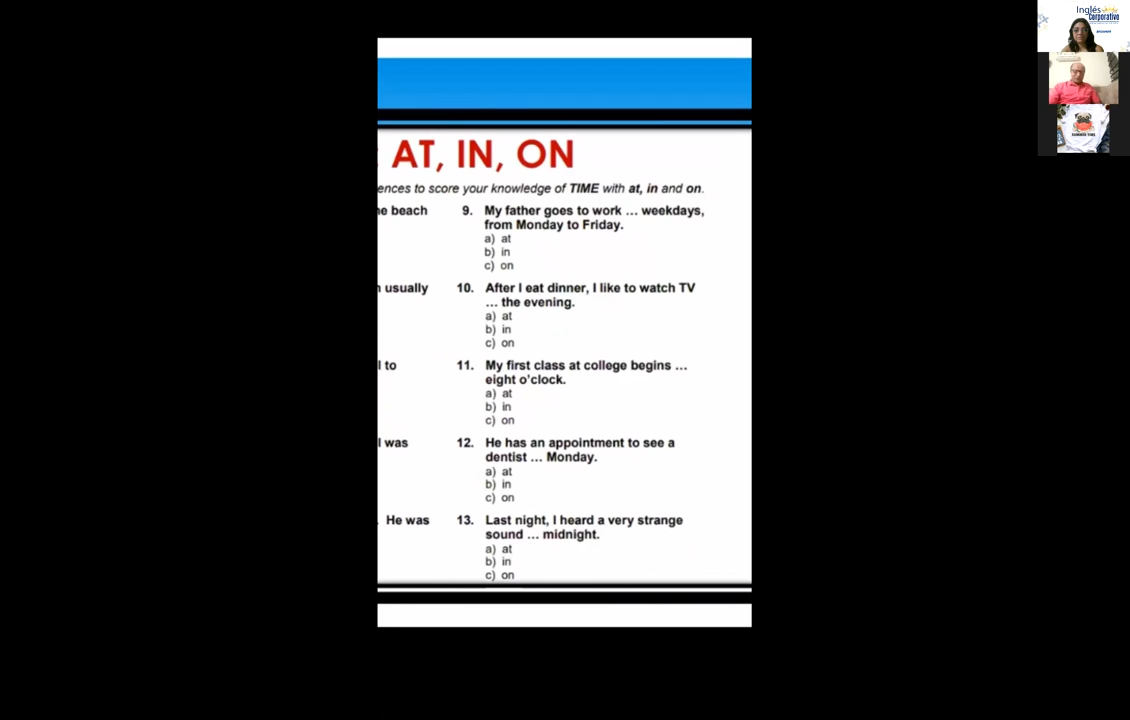 AT, IN, ON
ences to score your knowledge of TIME with at, in and on.
e beach
usually
l to
I was
He was
9. My father goes to work ... weekdays,
from Monday to Friday.
a) at
b) in
c) on
10. After I eat dinner, I like to watch TV
... the evening.
a) at
b) in
c) on
11. My first class at college begins ...
eight o'clock.
a) at
b) in
c) on
12. He has an appointment to see a
dentist ... Monday.
a) at
b) in
c) on
13. Last night, I heard a very strange
sound ... midnight.
a) at
b) in
c) on
Inglés
Corporativo